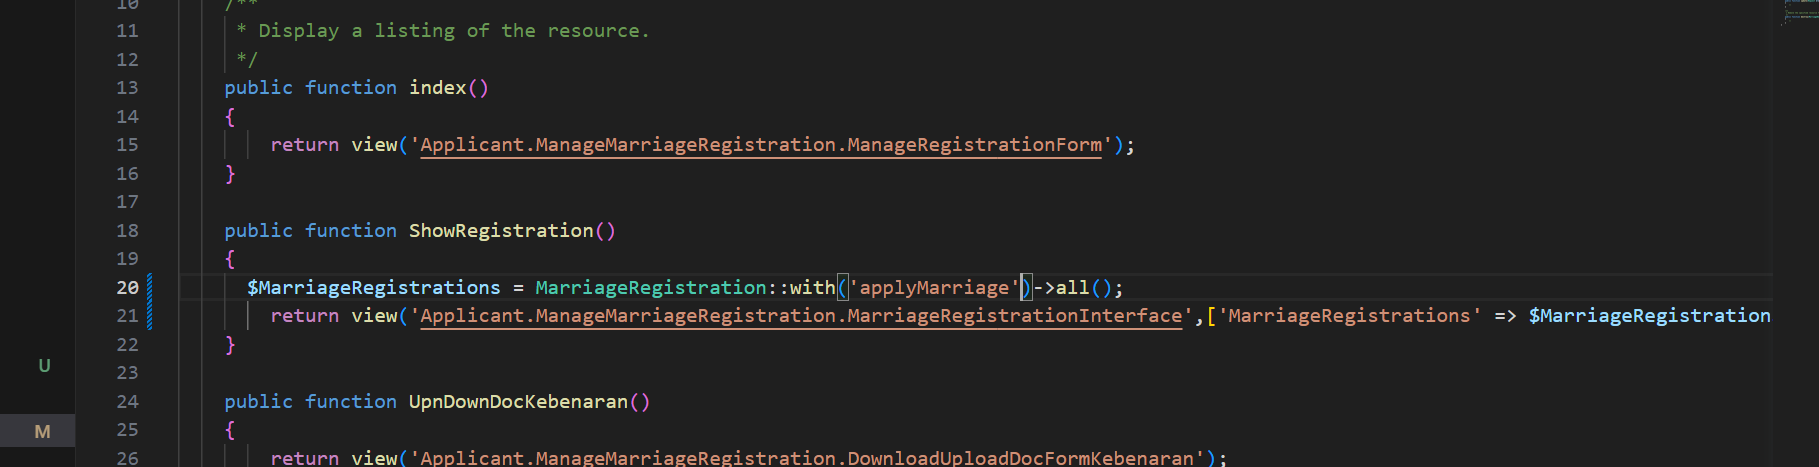 10 /**
11 * Display a listing of the resource.
12 */
13 public function index()
14 {
15 return view('Applicant.ManageMarriageRegistration.ManageRegistrationForm');
16 }
17
18 public function ShowRegistration()
19 {
20 $MarriageRegistrations = MarriageRegistration::with('applyMarriage')->all();
21 return view('Applicant.ManageMarriageRegistration.MarriageRegistrationInterface',['MarriageRegistrations' => $MarriageRegistration
22 }
U
23
24 public function UpnDownDocKebenaran()
M
25 {
26 return view('Applicant.ManageMarriageRegistration.DownloadUploadDocFormKebenaran');